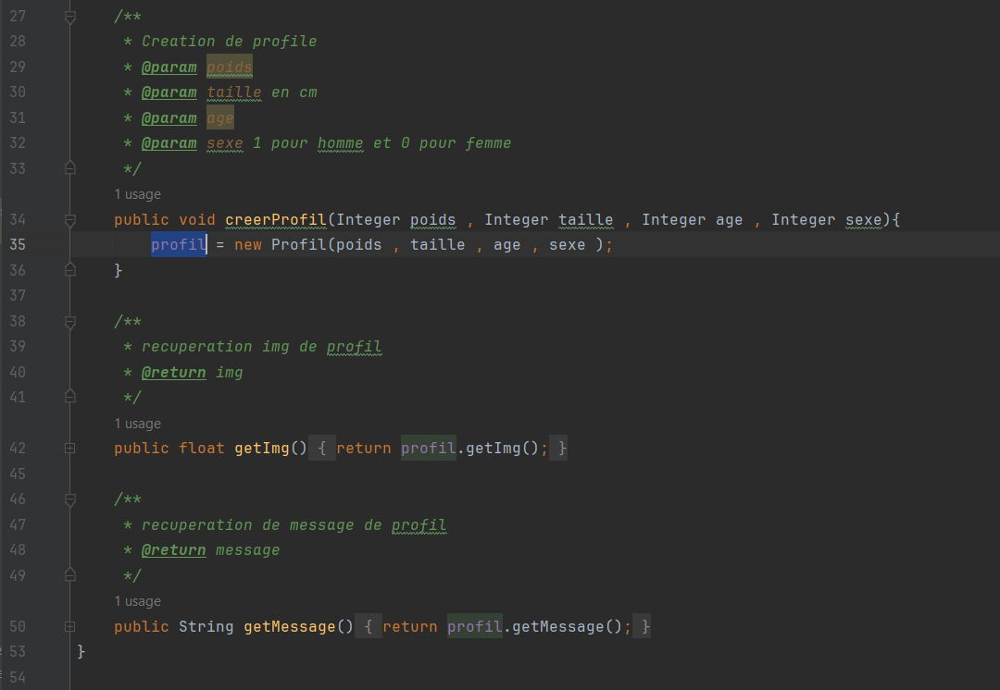 27 /**
28 * Creation de profile
29 * @param poids
30 * @param taille en cm
31 * @param age
32 * @param sexe 1 pour homme et 0 pour femme
33 */
1 usage
34 public void creerProfil(Integer poids , Integer taille , Integer age , Integer sexe){
35 profil = new Profil(poids , taille , age , sexe );
36 }
37
38 /**
39 * recuperation img de profil
40 * @return img
41 */
1 usage
42 public float getImg() { return profil.getImg(); }
45
46 /**
47 * recuperation de message de profil
48 * @return message
49 */
1 usage
50 public String getMessage() { return profil.getMessage(); }
53 }
54